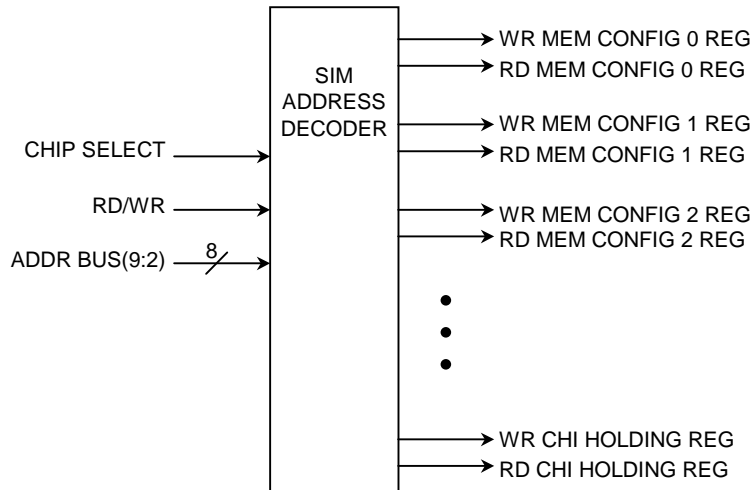 WR MEM CONFIG 0 REG
RD MEM CONFIG 0 REG
SIM
ADDRESS
DECODER
WR MEM CONFIG 1 REG
RD MEM CONFIG 1 REG
CHIP SELECT
RD/WR
WR MEM CONFIG 2 REG
RD MEM CONFIG 2 REG
ADDR BUS(9:2)
8
WR CHI HOLDING REG
RD CHI HOLDING REG